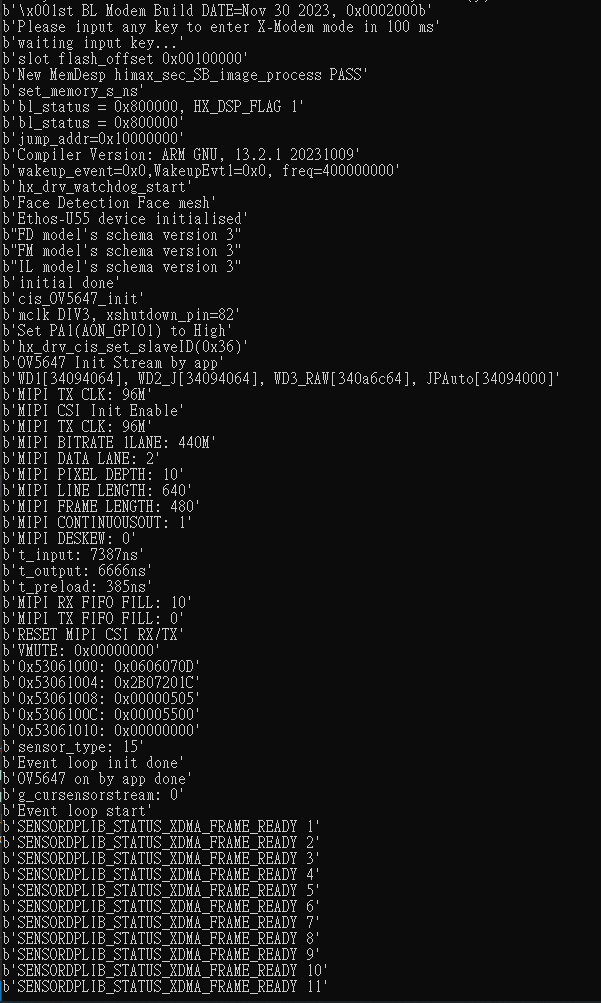 b'\x001st BL Modem Build DATE=Nov 30 2023, 0x0002000b'
b'Please input any key to enter X-Modem mode in 100 ms'
b'waiting input key...'
b'slot flash_offset 0x00100000'
b'New MemDesp himax_sec_SB_image_process PASS'
b'set_memory_s_ns'
b'bl_status = 0x800000, HX_DSP_FLAG 1'
b'bl_status = 0x800000'
b'jump_addr=0x10000000'
b'Compiler Version: ARM GNU, 13.2.1 20231009'
b'wakeup_event=0x0,WakeupEvt1=0x0, freq=400000000'
b'hx_drv_watchdog_start'
b'Face Detection Face mesh'
b'Ethos-U55 device initialised'
b"FD model's schema version 3"
b"FM model's schema version 3"
b"IL model's schema version 3"
b'initial done'
b'cis_OV5647_init'
b'mclk DIV3, xshutdown_pin=82'
b'Set PA1(AON_GPIO1) to High'
b'hx_drv_cis_set_slaveID(0x36)'
b'OV5647 Init Stream by app'
b'WD1[34094064], WD2_J[34094064], WD3_RAW[340a6c64], JPAuto[34094000]'
b'MIPI TX CLK: 96M'
b'MIPI CSI Init Enable'
b'MIPI TX CLK: 96M'
b'MIPI BITRATE 1LANE: 440M'
b'MIPI DATA LANE: 2'
b'MIPI PIXEL DEPTH: 10'
b'MIPI LINE LENGTH: 640'
b'MIPI FRAME LENGTH: 480'
b'MIPI CONTINUOUSOUT: 1'
b'MIPI DESKEW: 0'
b't_input: 7387ns'
b't_output: 6666ns'
b't_preload: 385ns'
b'MIPI RX FIFO FILL: 10'
b'MIPI TX FIFO FILL: 0'
b'RESET MIPI CSI RX/TX'
b'VMUTE: 0x00000000'
b'0x53061000: 0x0606070D'
b'0x53061004: 0x2B07201C'
b'0x53061008: 0x00000505'
b'0x5306100C: 0x00005500'
b'0x53061010: 0x00000000'
b'sensor_type: 15'
b'Event loop init done'
b'OV5647 on by app done'
b'g_cursensorstream: 0'
b'Event loop start'
b'SENSORDPLIB_STATUS_XDMA_FRAME_READY 1'
b'SENSORDPLIB_STATUS_XDMA_FRAME_READY 2'
b'SENSORDPLIB_STATUS_XDMA_FRAME_READY 3'
b'SENSORDPLIB_STATUS_XDMA_FRAME_READY 4'
b'SENSORDPLIB_STATUS_XDMA_FRAME_READY 5'
b'SENSORDPLIB_STATUS_XDMA_FRAME_READY 6'
b'SENSORDPLIB_STATUS_XDMA_FRAME_READY 7'
b'SENSORDPLIB_STATUS_XDMA_FRAME_READY 8'
b'SENSORDPLIB_STATUS_XDMA_FRAME_READY 9'
b'SENSORDPLIB_STATUS_XDMA_FRAME_READY 10'
b'SENSORDPLIB_STATUS_XDMA_FRAME_READY 11'